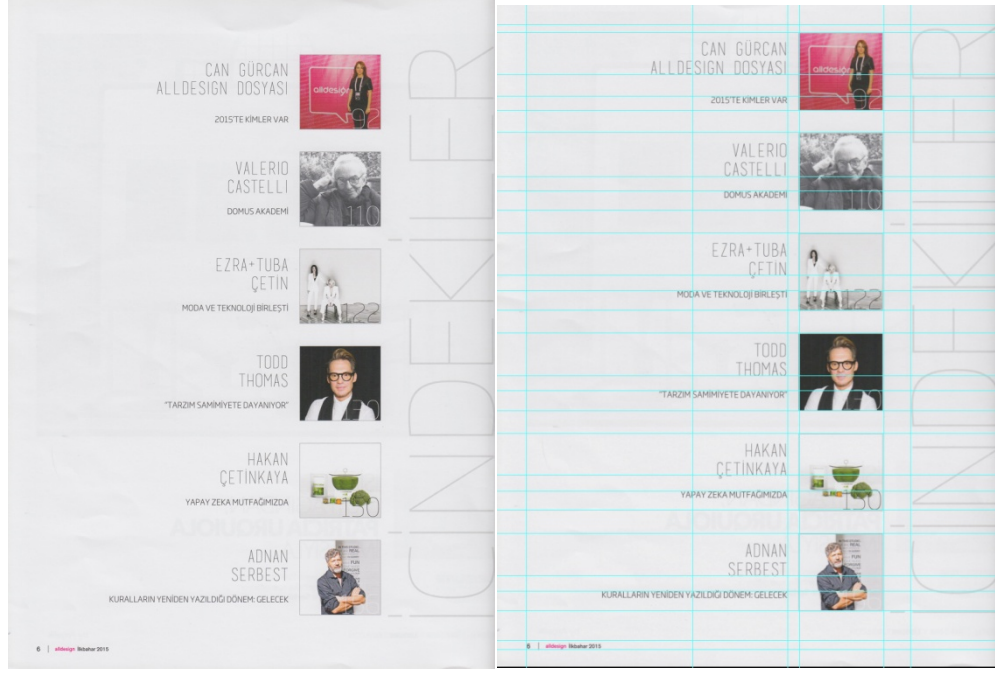 CAN GÜRCAN
ALLDESIGN DOSYASI
2015'TE KİMLER VAR
alldesign
92
VALERIO
CASTELLI
DOMUS AKADEMİ
110
EZRA+TUBA
ÇETİN
MODA VE TEKNOLOJİ BİRLEŞTİ
122
TODD
THOMAS
"TARZIM SAMİMİYETE DAYANIYOR"
130
HAKAN
ÇETİNKAYA
YAPAY ZEKA MUTFAĞIMIZDA
150
ADNAN
SERBEST
KURALLARIN YENİDEN YAZILDIĞI DÖNEM: GELECEK
İÇİNDEKİLER
6 | alldesign İlkbahar 2015
CAN GÜRCAN
ALLDESIGN DOSYASI
2015'TE KİMLER VAR
alldesign
92
VALERIO
CASTELLI
DOMUS AKADEMİ
110
EZRA+TUBA
ÇETİN
MODA VE TEKNOLOJİ BİRLEŞTİ
122
TODD
THOMAS
"TARZIM SAMİMİYETE DAYANIYOR"
130
HAKAN
ÇETİNKAYA
YAPAY ZEKA MUTFAĞIMIZDA
150
ADNAN
SERBEST
KURALLARIN YENİDEN YAZILDIĞI DÖNEM: GELECEK
İÇİNDEKİLER
6 | alldesign İlkbahar 2015